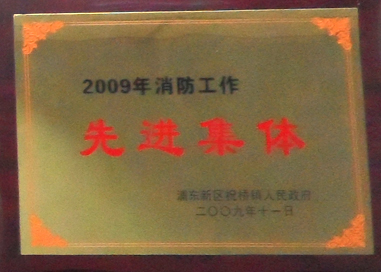 2009年消防工作
先进集体
浦东新区祝桥镇人民政府
二〇〇九年十一日